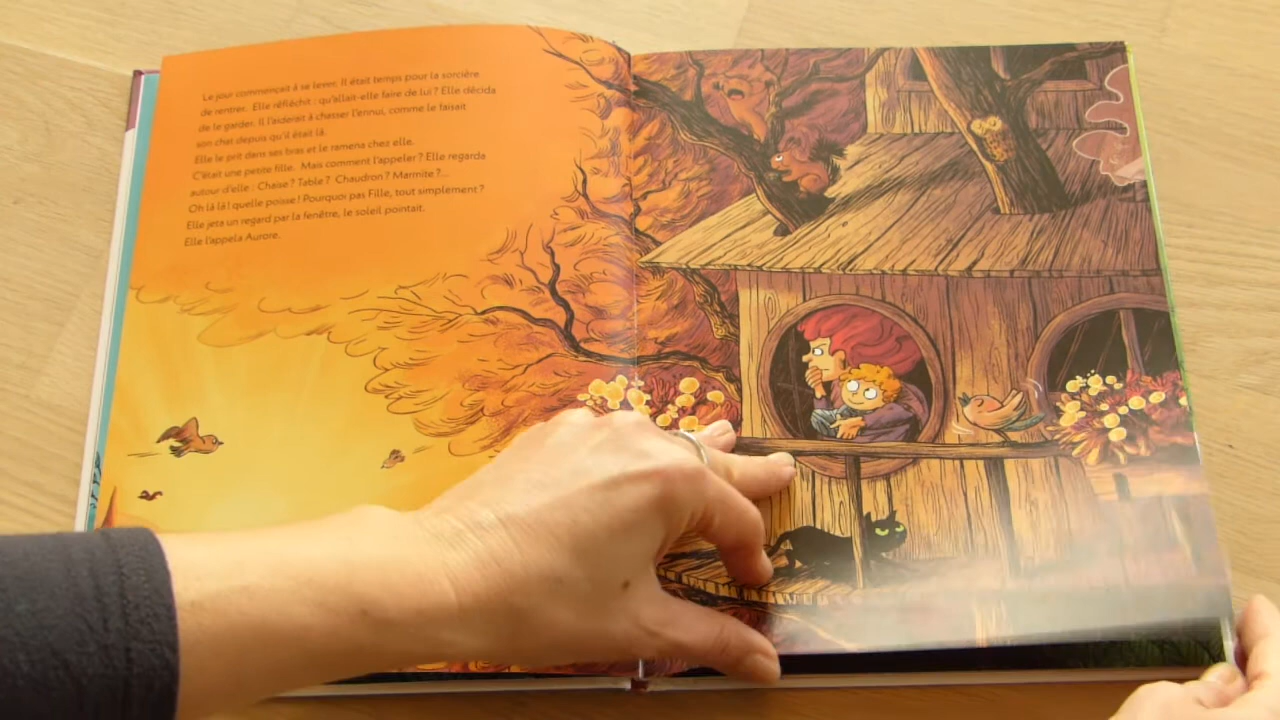 Le jour commençait à se lever. Il était temps pour la sorcière
de rentrer. Elle réfléchit : qu'allait-elle faire de lui ? Elle décida
de le garder. Il l'aiderait à chasser l'ennui, comme le faisait
son chat depuis qu'il était là.
Elle le prit dans ses bras et le ramena chez elle.
C'était une petite fille. Mais comment l'appeler ? Elle regarda
autour d'elle : Chaise ? Table ? Chaudron ? Marmite ?...
Oh là là ! quelle poisse ! Pourquoi pas Fille, tout simplement ?
Elle jeta un regard par la fenêtre, le soleil pointait.
Elle l'appela Aurore.